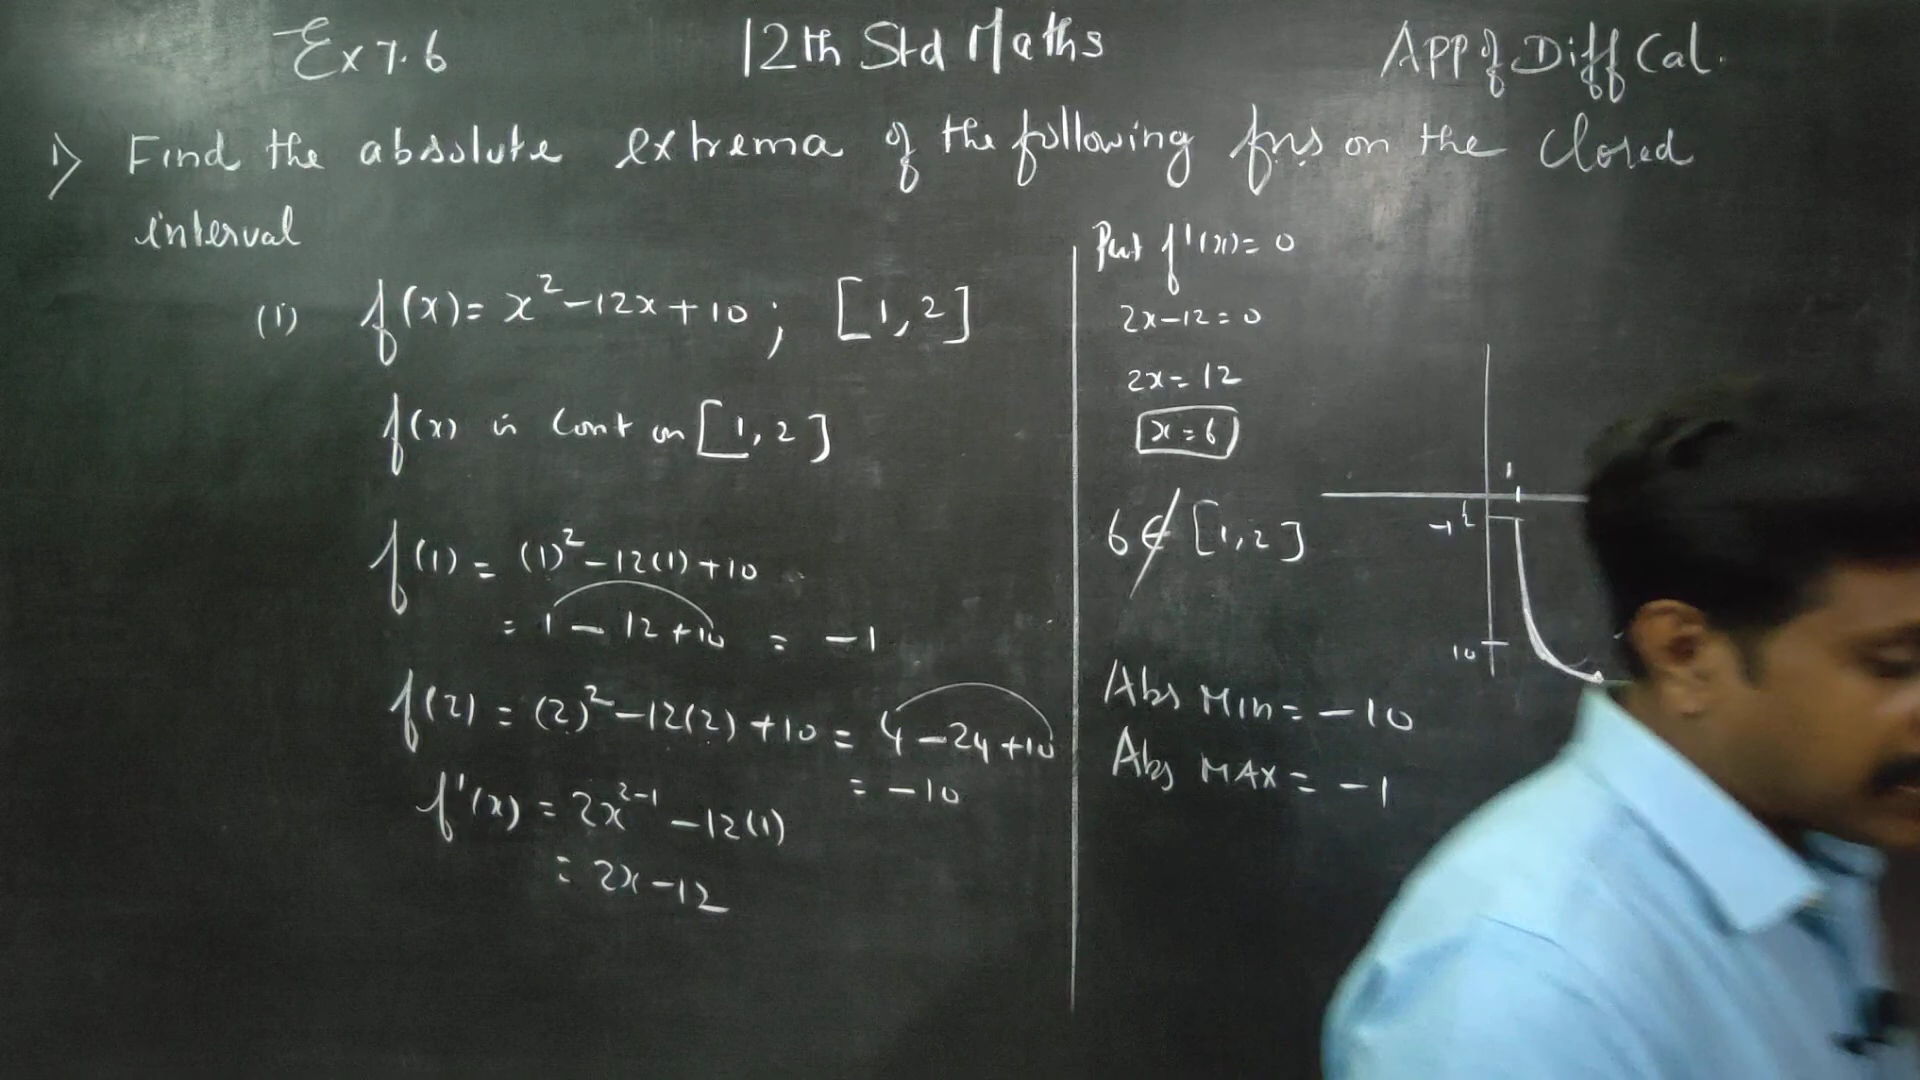 Ex 7.6
12th Std Maths
APP of Diff Cal.
1) Find the absolute extrema of the following fns on the Closed
interval
(i) f(x) = x² - 12x + 10 ; [1, 2]
f(x) is Cont on [1, 2]
f(1) = (1)² - 12(1) + 10
= 1 - 12 + 10 = -1
f(2) = (2)² - 12(2) + 10 = 4 - 24 + 10
= -10
f'(x) = 2x²⁻¹ - 12(1)
= 2x - 12
Put f'(x) = 0
2x - 12 = 0
2x = 12
x = 6
6 ∉ [1, 2]
Abs MIN = -10
Abs MAX = -1
1
-1
10